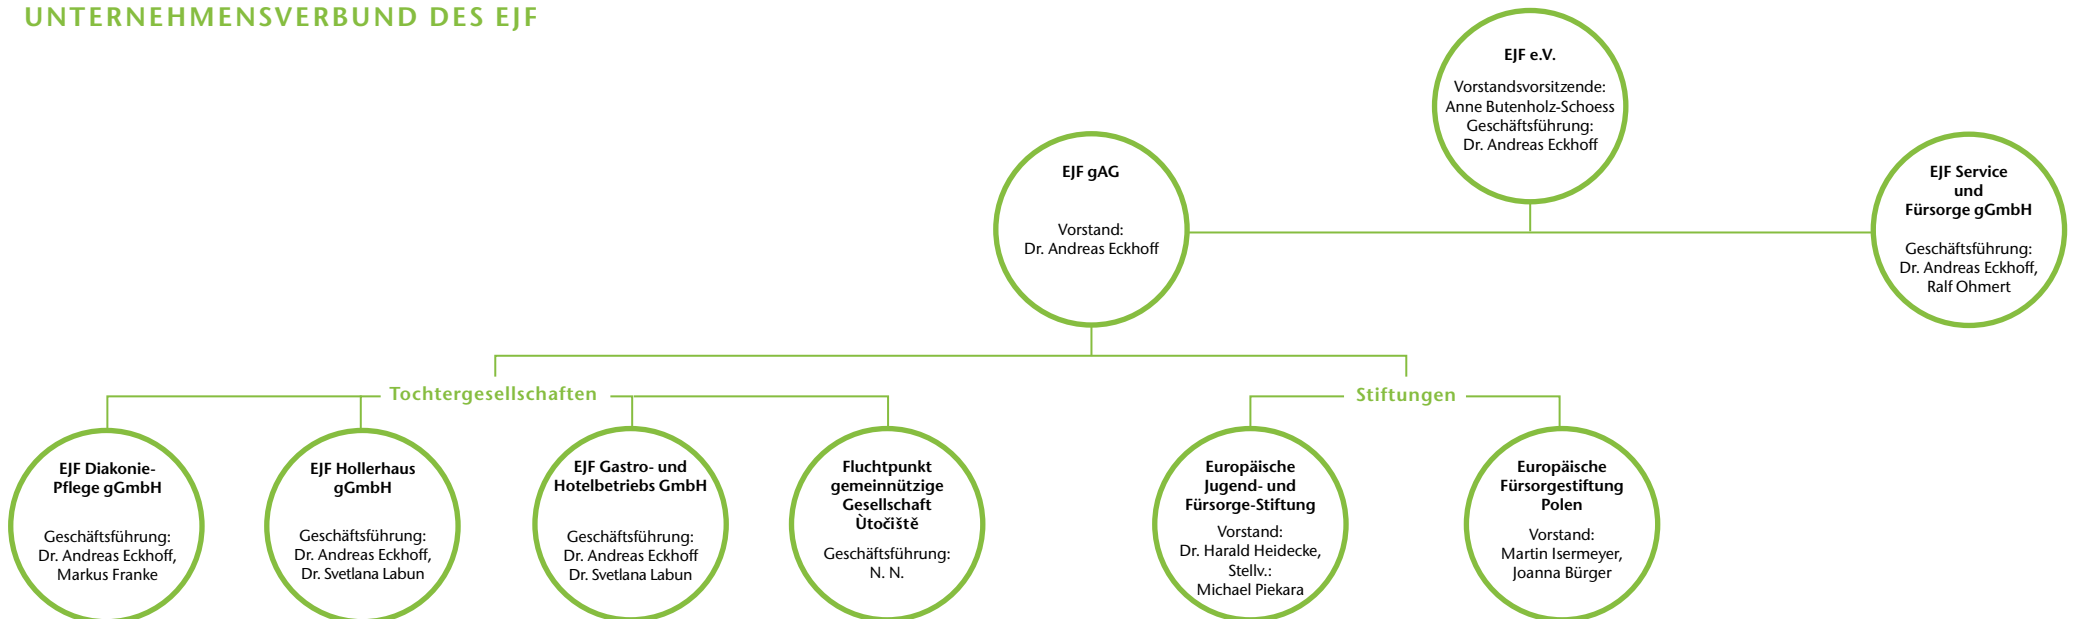 UNTERNEHMENSVERBUND DES EJF
EJF e.V.
Vorstandsvorsitzende:
Anne Butenholz-Schoess
Geschäftsführung:
Dr. Andreas Eckhoff
EJF gAG
Vorstand:
Dr. Andreas Eckhoff
EJF Service
und
Fürsorge gGmbH
Geschäftsführung:
Dr. Andreas Eckhoff,
Ralf Ohmert
Tochtergesellschaften
Stiftungen
EJF Diakonie-
Pflege gGmbH
Geschäftsführung:
Dr. Andreas Eckhoff,
Markus Franke
EJF Hollerhaus
gGmbH
Geschäftsführung:
Dr. Andreas Eckhoff,
Dr. Svetlana Labun
EJF Gastro- und
Hotelbetriebs GmbH
Geschäftsführung:
Dr. Andreas Eckhoff
Dr. Svetlana Labun
Fluchtpunkt
gemeinnützige
Gesellschaft
Ùtočiště
Geschäftsführung:
N. N.
Europäische
Jugend- und
Fürsorge-Stiftung
Vorstand:
Dr. Harald Heidecke,
Stellv.:
Michael Piekara
Europäische
Fürsorgestiftung
Polen
Vorstand:
Martin Isermeyer,
Joanna Bürger